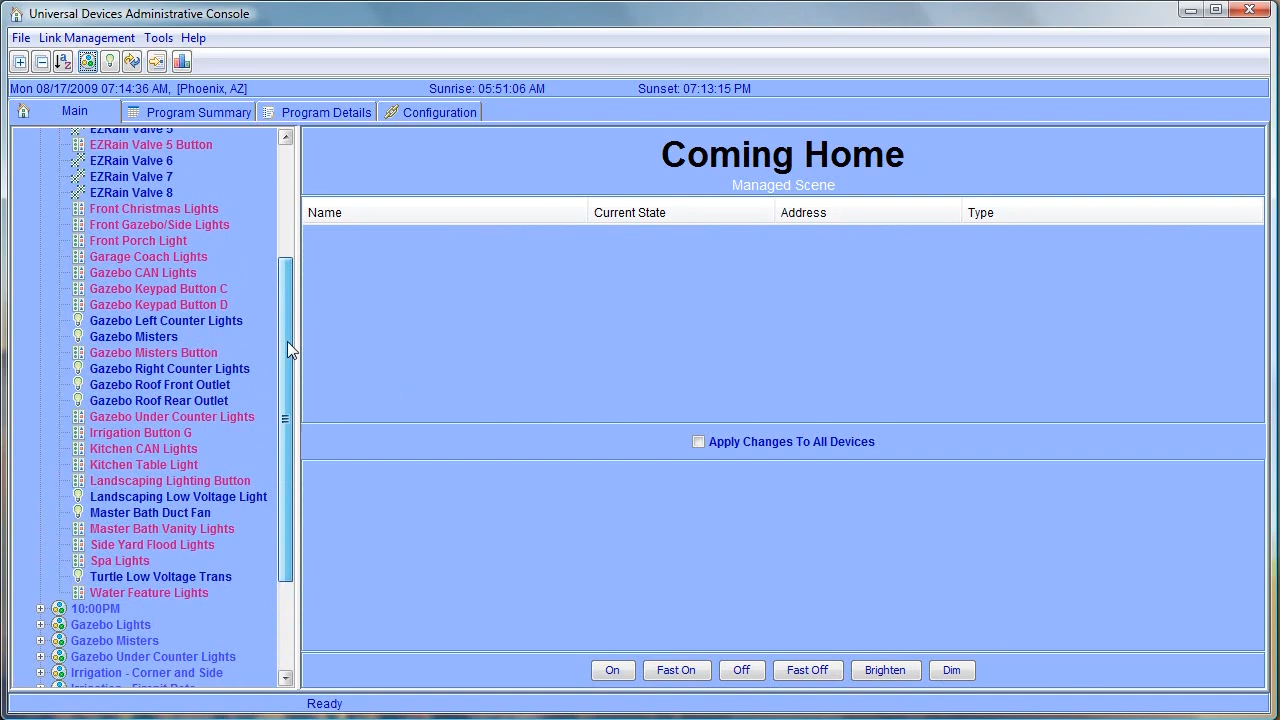 Universal Devices Administrative Console
File Link Management Tools Help
Mon 08/17/2009 07:14:36 AM, [Phoenix, AZ] Sunrise: 05:51:06 AM Sunset: 07:13:15 PM
Main Program Summary Program Details Configuration
EZRain Valve 5
EZRain Valve 5 Button
EZRain Valve 6
EZRain Valve 7
EZRain Valve 8
Front Christmas Lights
Front Gazebo/Side Lights
Front Porch Light
Garage Coach Lights
Gazebo CAN Lights
Gazebo Keypad Button C
Gazebo Keypad Button D
Gazebo Left Counter Lights
Gazebo Misters
Gazebo Misters Button
Gazebo Right Counter Lights
Gazebo Roof Front Outlet
Gazebo Roof Rear Outlet
Gazebo Under Counter Lights
Irrigation Button G
Kitchen CAN Lights
Kitchen Table Light
Landscaping Lighting Button
Landscaping Low Voltage Light
Master Bath Duct Fan
Master Bath Vanity Lights
Side Yard Flood Lights
Spa Lights
Turtle Low Voltage Trans
Water Feature Lights
10:00PM
Gazebo Lights
Gazebo Misters
Gazebo Under Counter Lights
Irrigation - Corner and Side
Coming Home
Managed Scene
Name Current State Address Type
Apply Changes To All Devices
On Fast On Off Fast Off Brighten Dim
Ready